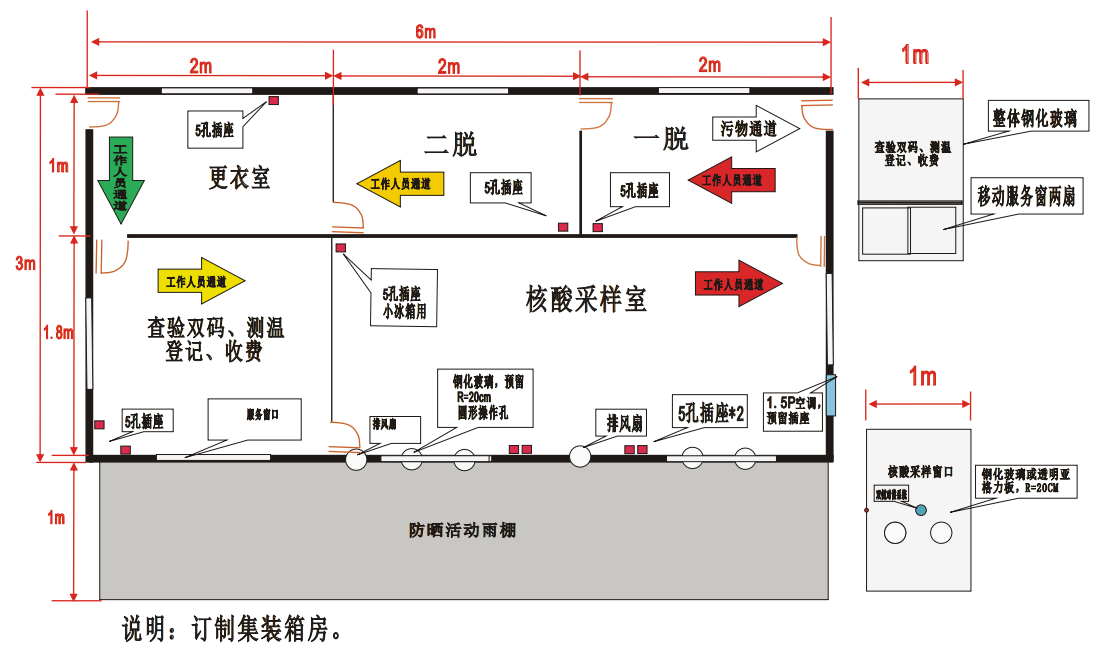 6m
2m
2m
2m
1m
5孔插座
二脱
一脱
污物通道
整体钢化玻璃
查验双码、测温
登记、收费
1m
工作人员通道
更衣室
工作人员通道
5孔插座
5孔插座
工作人员通道
移动服务窗两扇
3m
工作人员通道
5孔插座
小冰箱用
核酸采样室
工作人员通道
1.8m
查验双码、测温
登记、收费
钢化玻璃，预留
R=20cm
圆形操作孔
1m
5孔插座
服务窗口
排风扇
排风扇
5孔插座*2
1.5P空调，
预留插座
核酸采样窗口
钢化玻璃或透明亚
格力板，R=20CM
1m
防晒活动雨棚
说明：订制集装箱房。